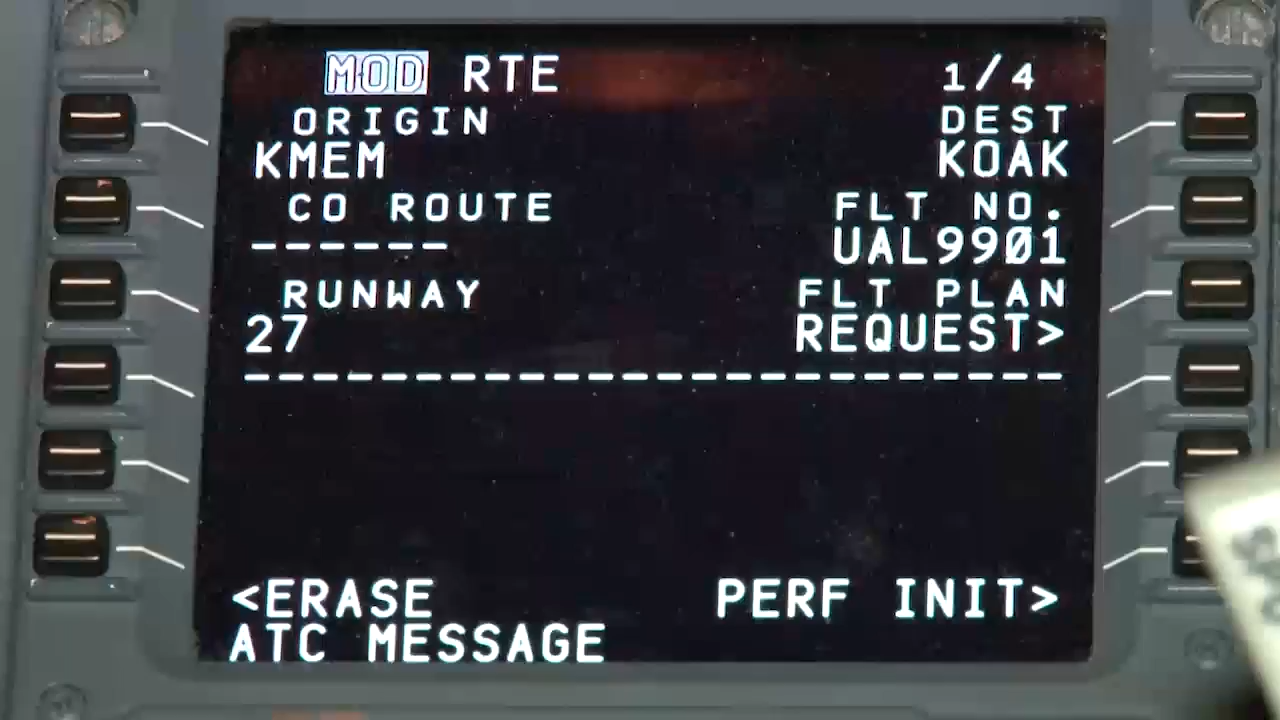 MOD RTE 1/4
ORIGIN DEST
KMEM KOAK
CO ROUTE FLT NO.
------ UAL9901
RUNWAY FLT PLAN
27 REQUEST>
------------------------
<ERASE PERF INIT>
ATC MESSAGE